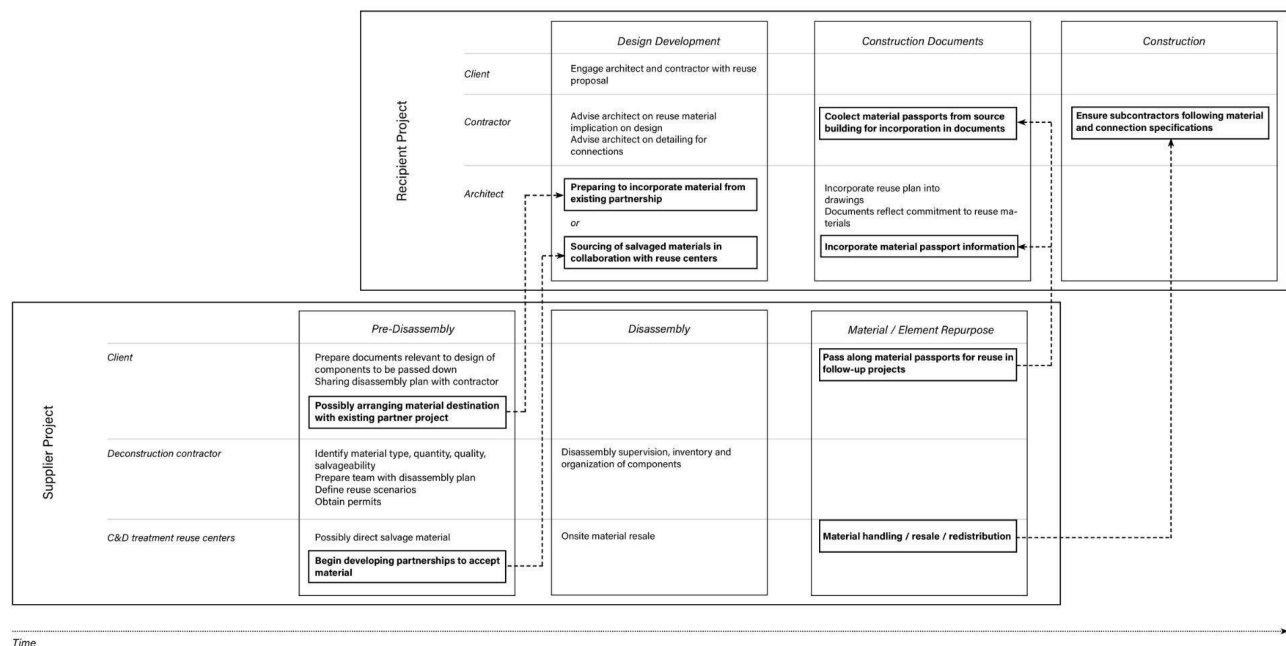 Recipient Project
Design Development
Construction Documents
Construction
Client
Engage architect and contractor with reuse
proposal
Contractor
Advise architect on reuse material
implication on design
Advise architect on detailing for
connections
Coolect material passports from source
building for incorporation in documents
Ensure subcontractors following material
and connection specifications
Architect
Preparing to incorporate material from
existing partnership
or
Sourcing of salvaged materials in
collaboration with reuse centers
Incorporate reuse plan into
drawings
Documents reflect commitment to reuse ma-
terials
Incorporate material passport information
Supplier Project
Pre-Disassembly
Disassembly
Material / Element Repurpose
Client
Prepare documents relevant to design of
components to be passed down
Sharing disassembly plan with contractor
Possibly arranging material destination
with existing partner project
Pass along material passports for reuse in
follow-up projects
Deconstruction contractor
Identify material type, quantity, quality,
salvageability
Prepare team with disassembly plan
Define reuse scenarios
Obtain permits
Disassembly supervision, inventory and
organization of components
C&D treatment reuse centers
Possibly direct salvage material
Begin developing partnerships to accept
material
Onsite material resale
Material handling / resale / redistribution
Time